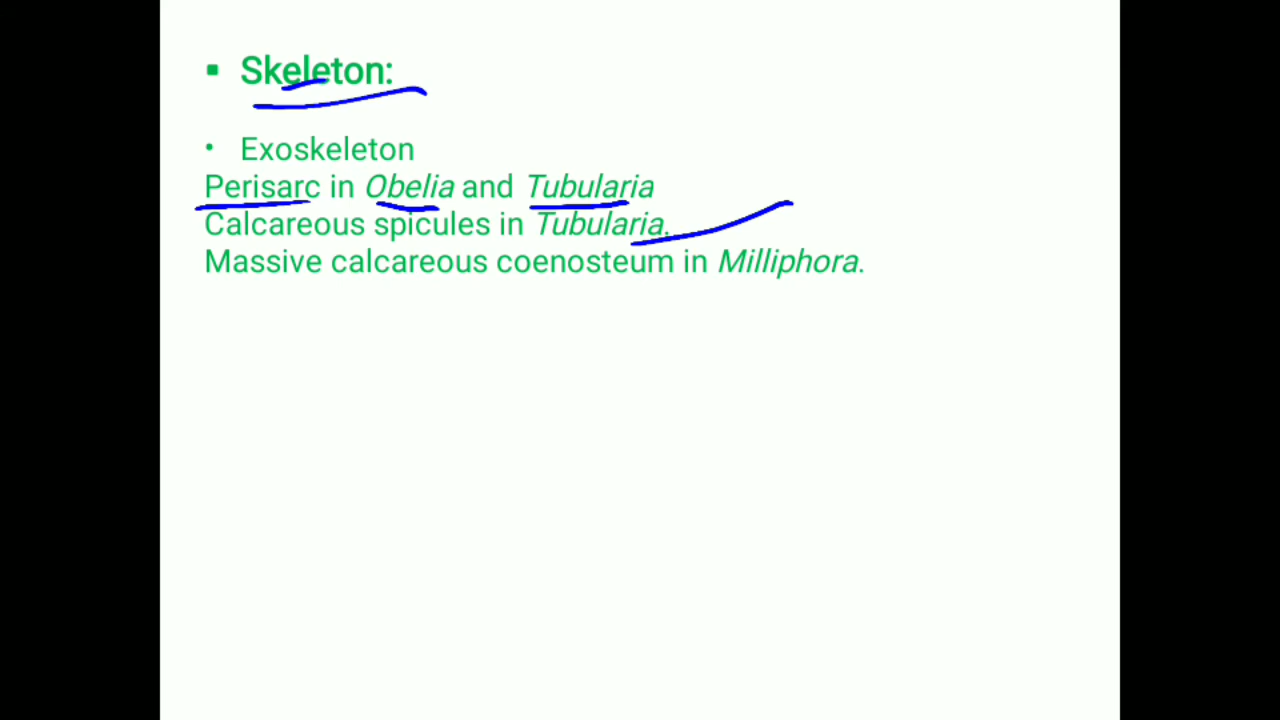 ▪ Skeleton:
• Exoskeleton
Perisarc in Obelia and Tubularia
Calcareous spicules in Tubularia.
Massive calcareous coenosteum in Milliphora.